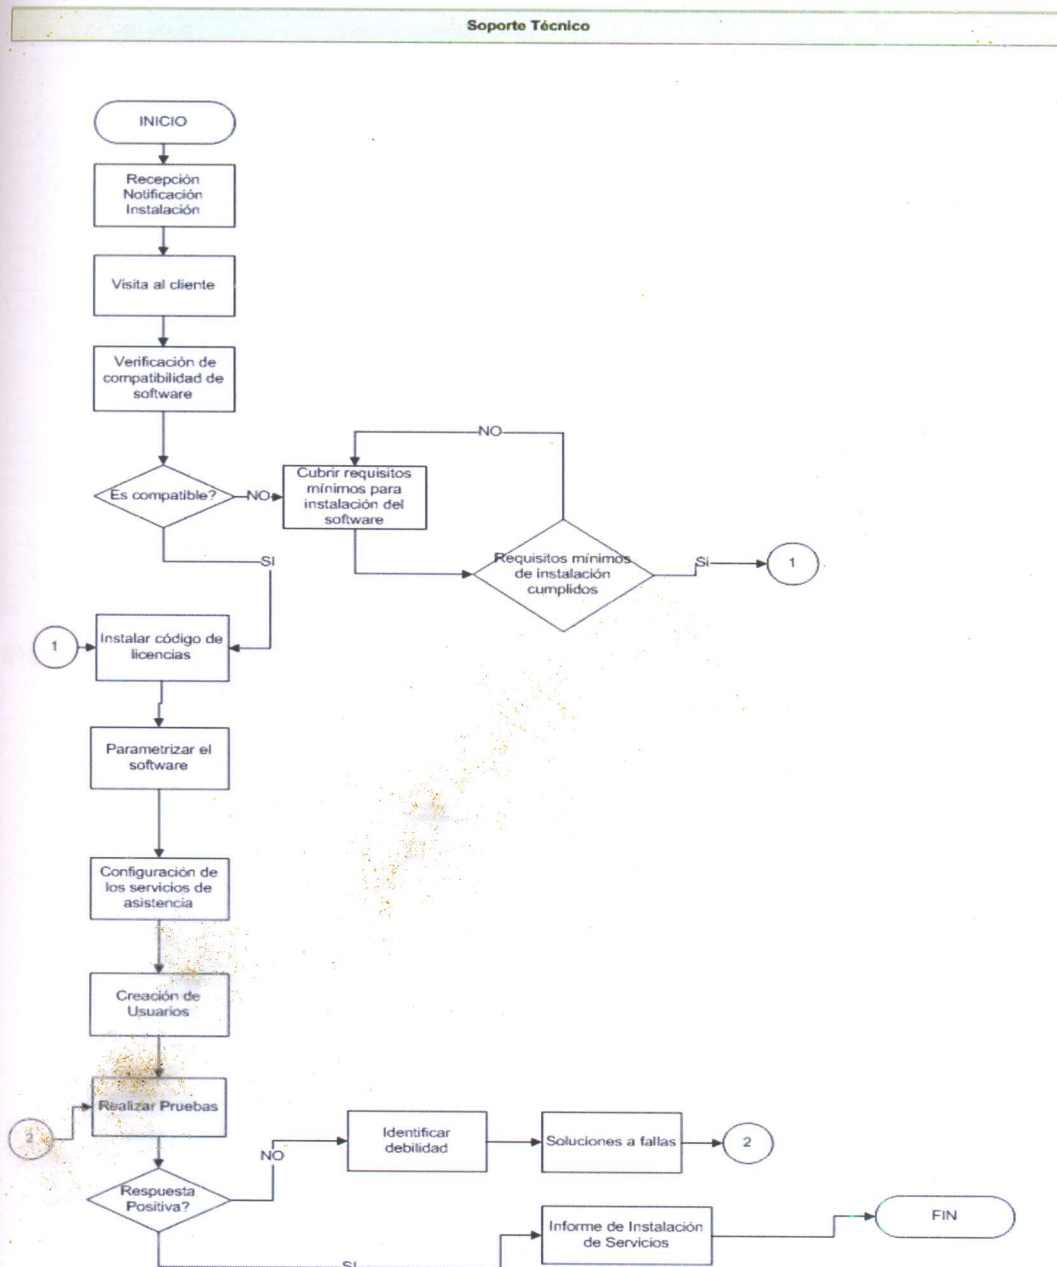 Soporte Técnico
INICIO
Recepción
Notificación
Instalación
Visita al cliente
Verificación de
compatibilidad de
software
Es compatible?
NO
Cubrir requisitos
mínimos para
instalación del
software
NO
Requisitos mínimos
de instalación
cumplidos
Si
1
SI
1
Instalar código de
licencias
Parametrizar el
software
Configuración de
los servicios de
asistencia
Creación de
Usuarios
2
Realizar Pruebas
Respuesta
Positiva?
NO
Identificar
debilidad
Soluciones a fallas
2
SI
Informe de Instalación
de Servicios
FIN